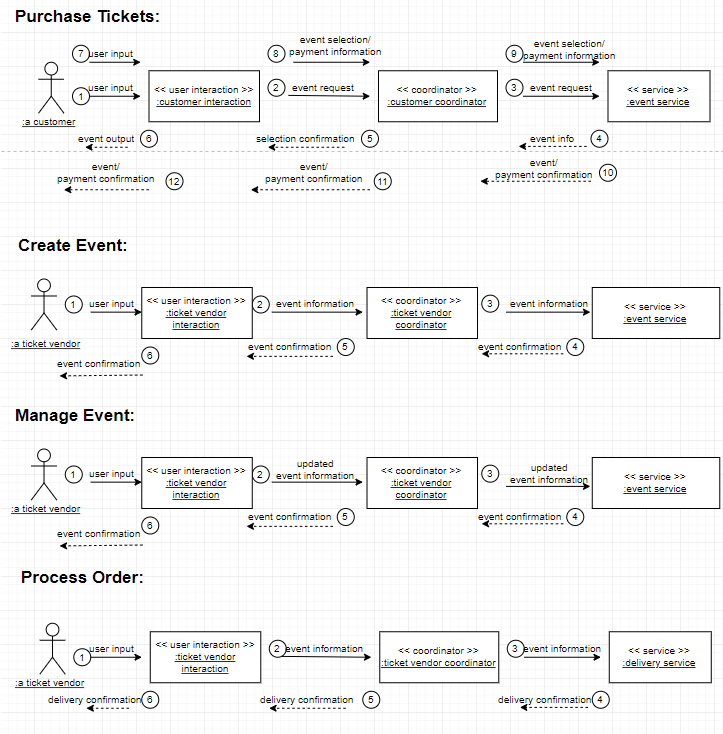 Purchase Tickets:
7
user input
8
event selection/
payment information
9
event selection/
payment information
1
user input
<< user interaction >>
:customer interaction
2
event request
<< coordinator >>
:customer coordinator
3
event request
<< service >>
:event service
:a customer
event output
6
selection confirmation
5
event info
4
event/
payment confirmation
12
event/
payment confirmation
11
event/
payment confirmation
10
Create Event:
1
user input
<< user interaction >>
:ticket vendor
interaction
2
event information
<< coordinator >>
:ticket vendor
coordinator
3
event information
<< service >>
:event service
:a ticket vendor
event confirmation
6
event confirmation
5
event confirmation
4
Manage Event:
1
user input
<< user interaction >>
:ticket vendor
interaction
2
updated
event information
<< coordinator >>
:ticket vendor
coordinator
3
updated
event information
<< service >>
:event service
:a ticket vendor
event confirmation
6
event confirmation
5
event confirmation
4
Process Order:
1
user input
<< user interaction >>
:ticket vendor
interaction
2
event information
<< coordinator >>
:ticket vendor coordinator
3
event information
<< service >>
:delivery service
:a ticket vendor
delivery confirmation
6
delivery confirmation
5
delivery confirmation
4